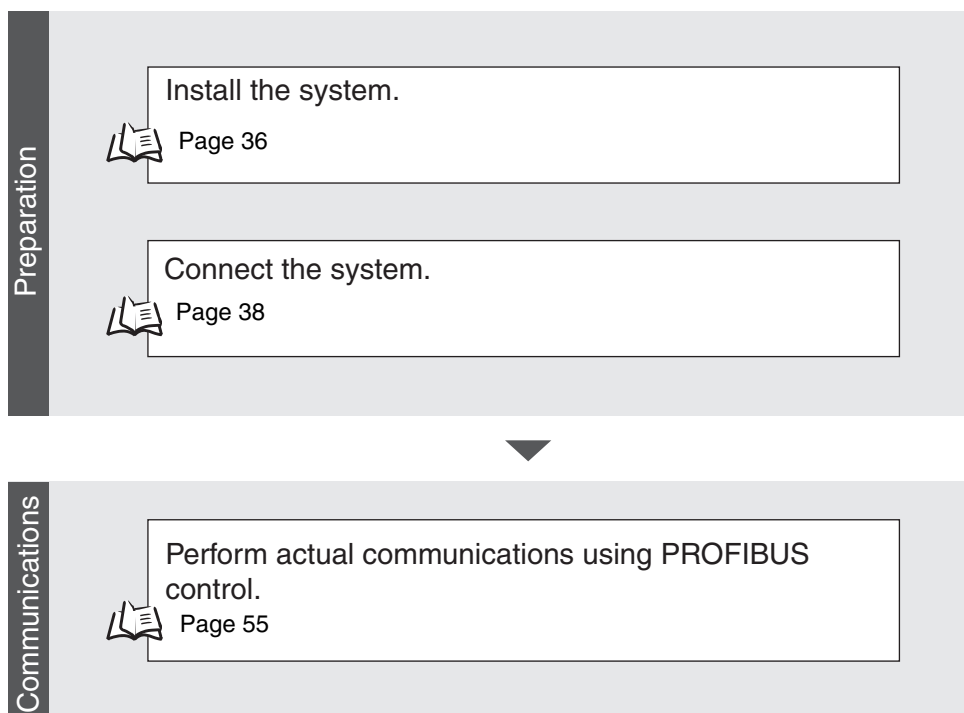 Preparation
Install the system.
Page 36
Connect the system.
Page 38
Communications
Perform actual communications using PROFIBUS
control.
Page 55